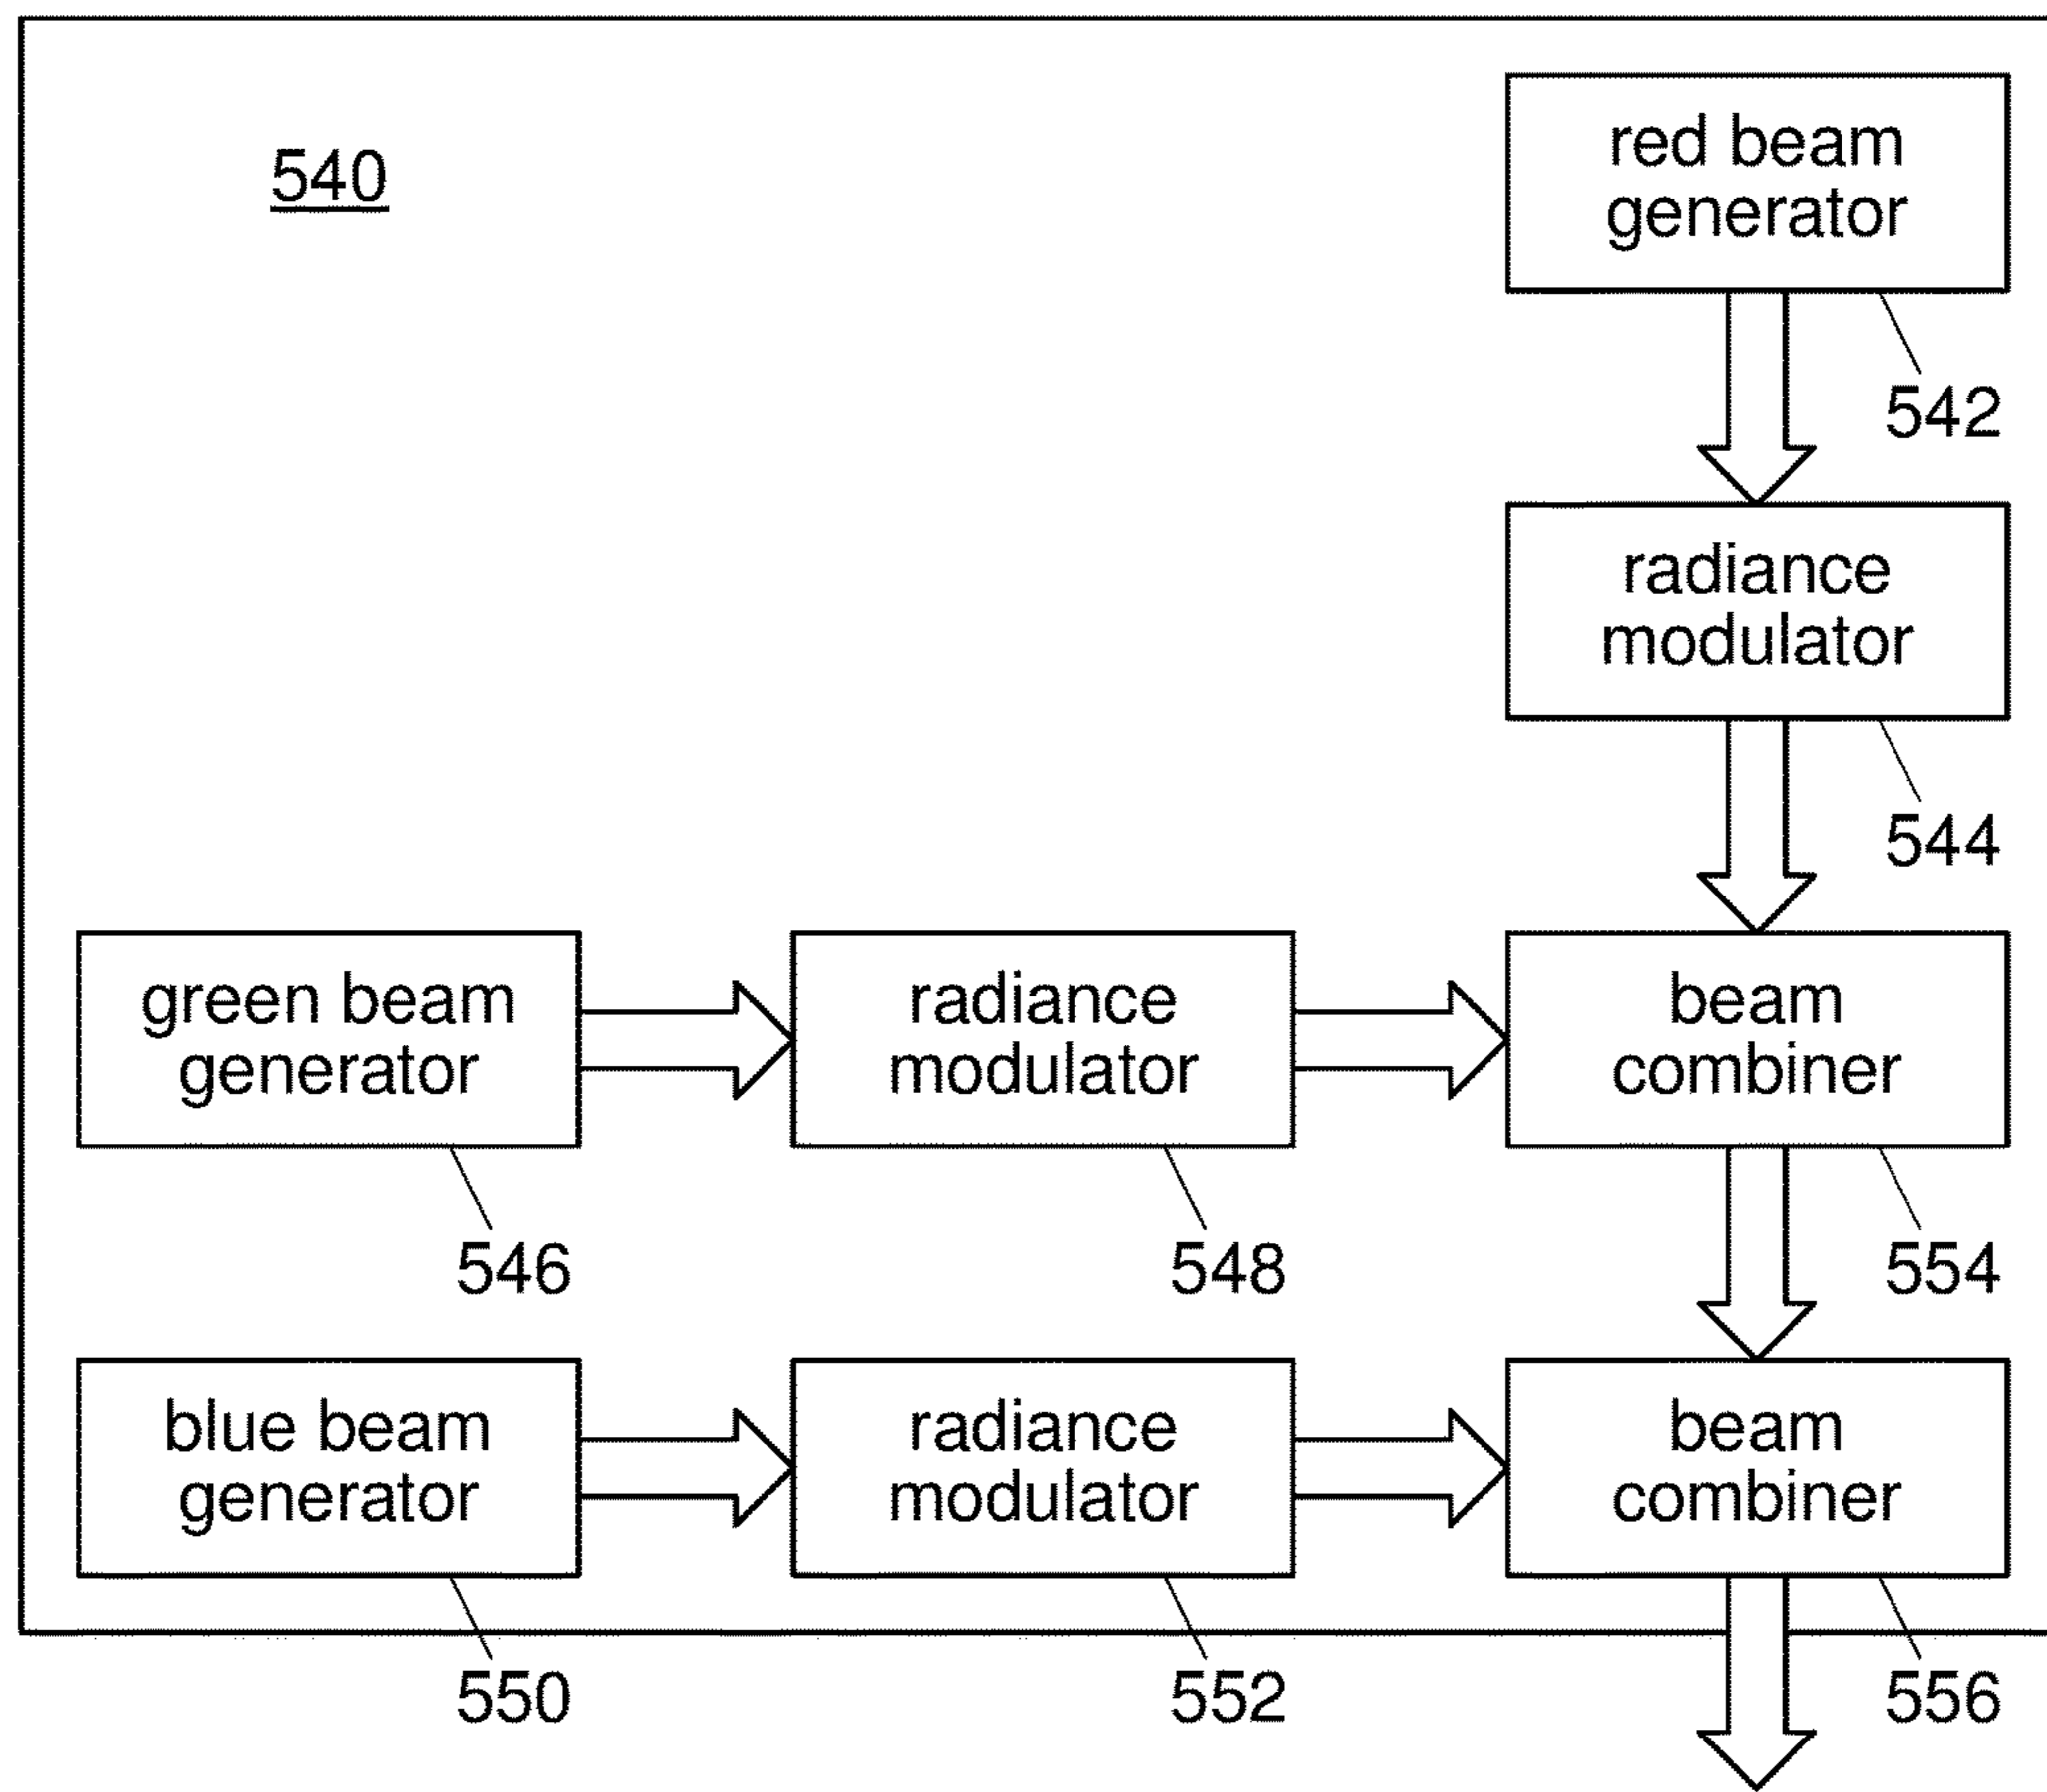 540
red beam
generator
542
radiance
modulator
544
green beam
generator
546
radiance
modulator
548
beam
combiner
554
blue beam
generator
550
radiance
modulator
552
beam
combiner
556